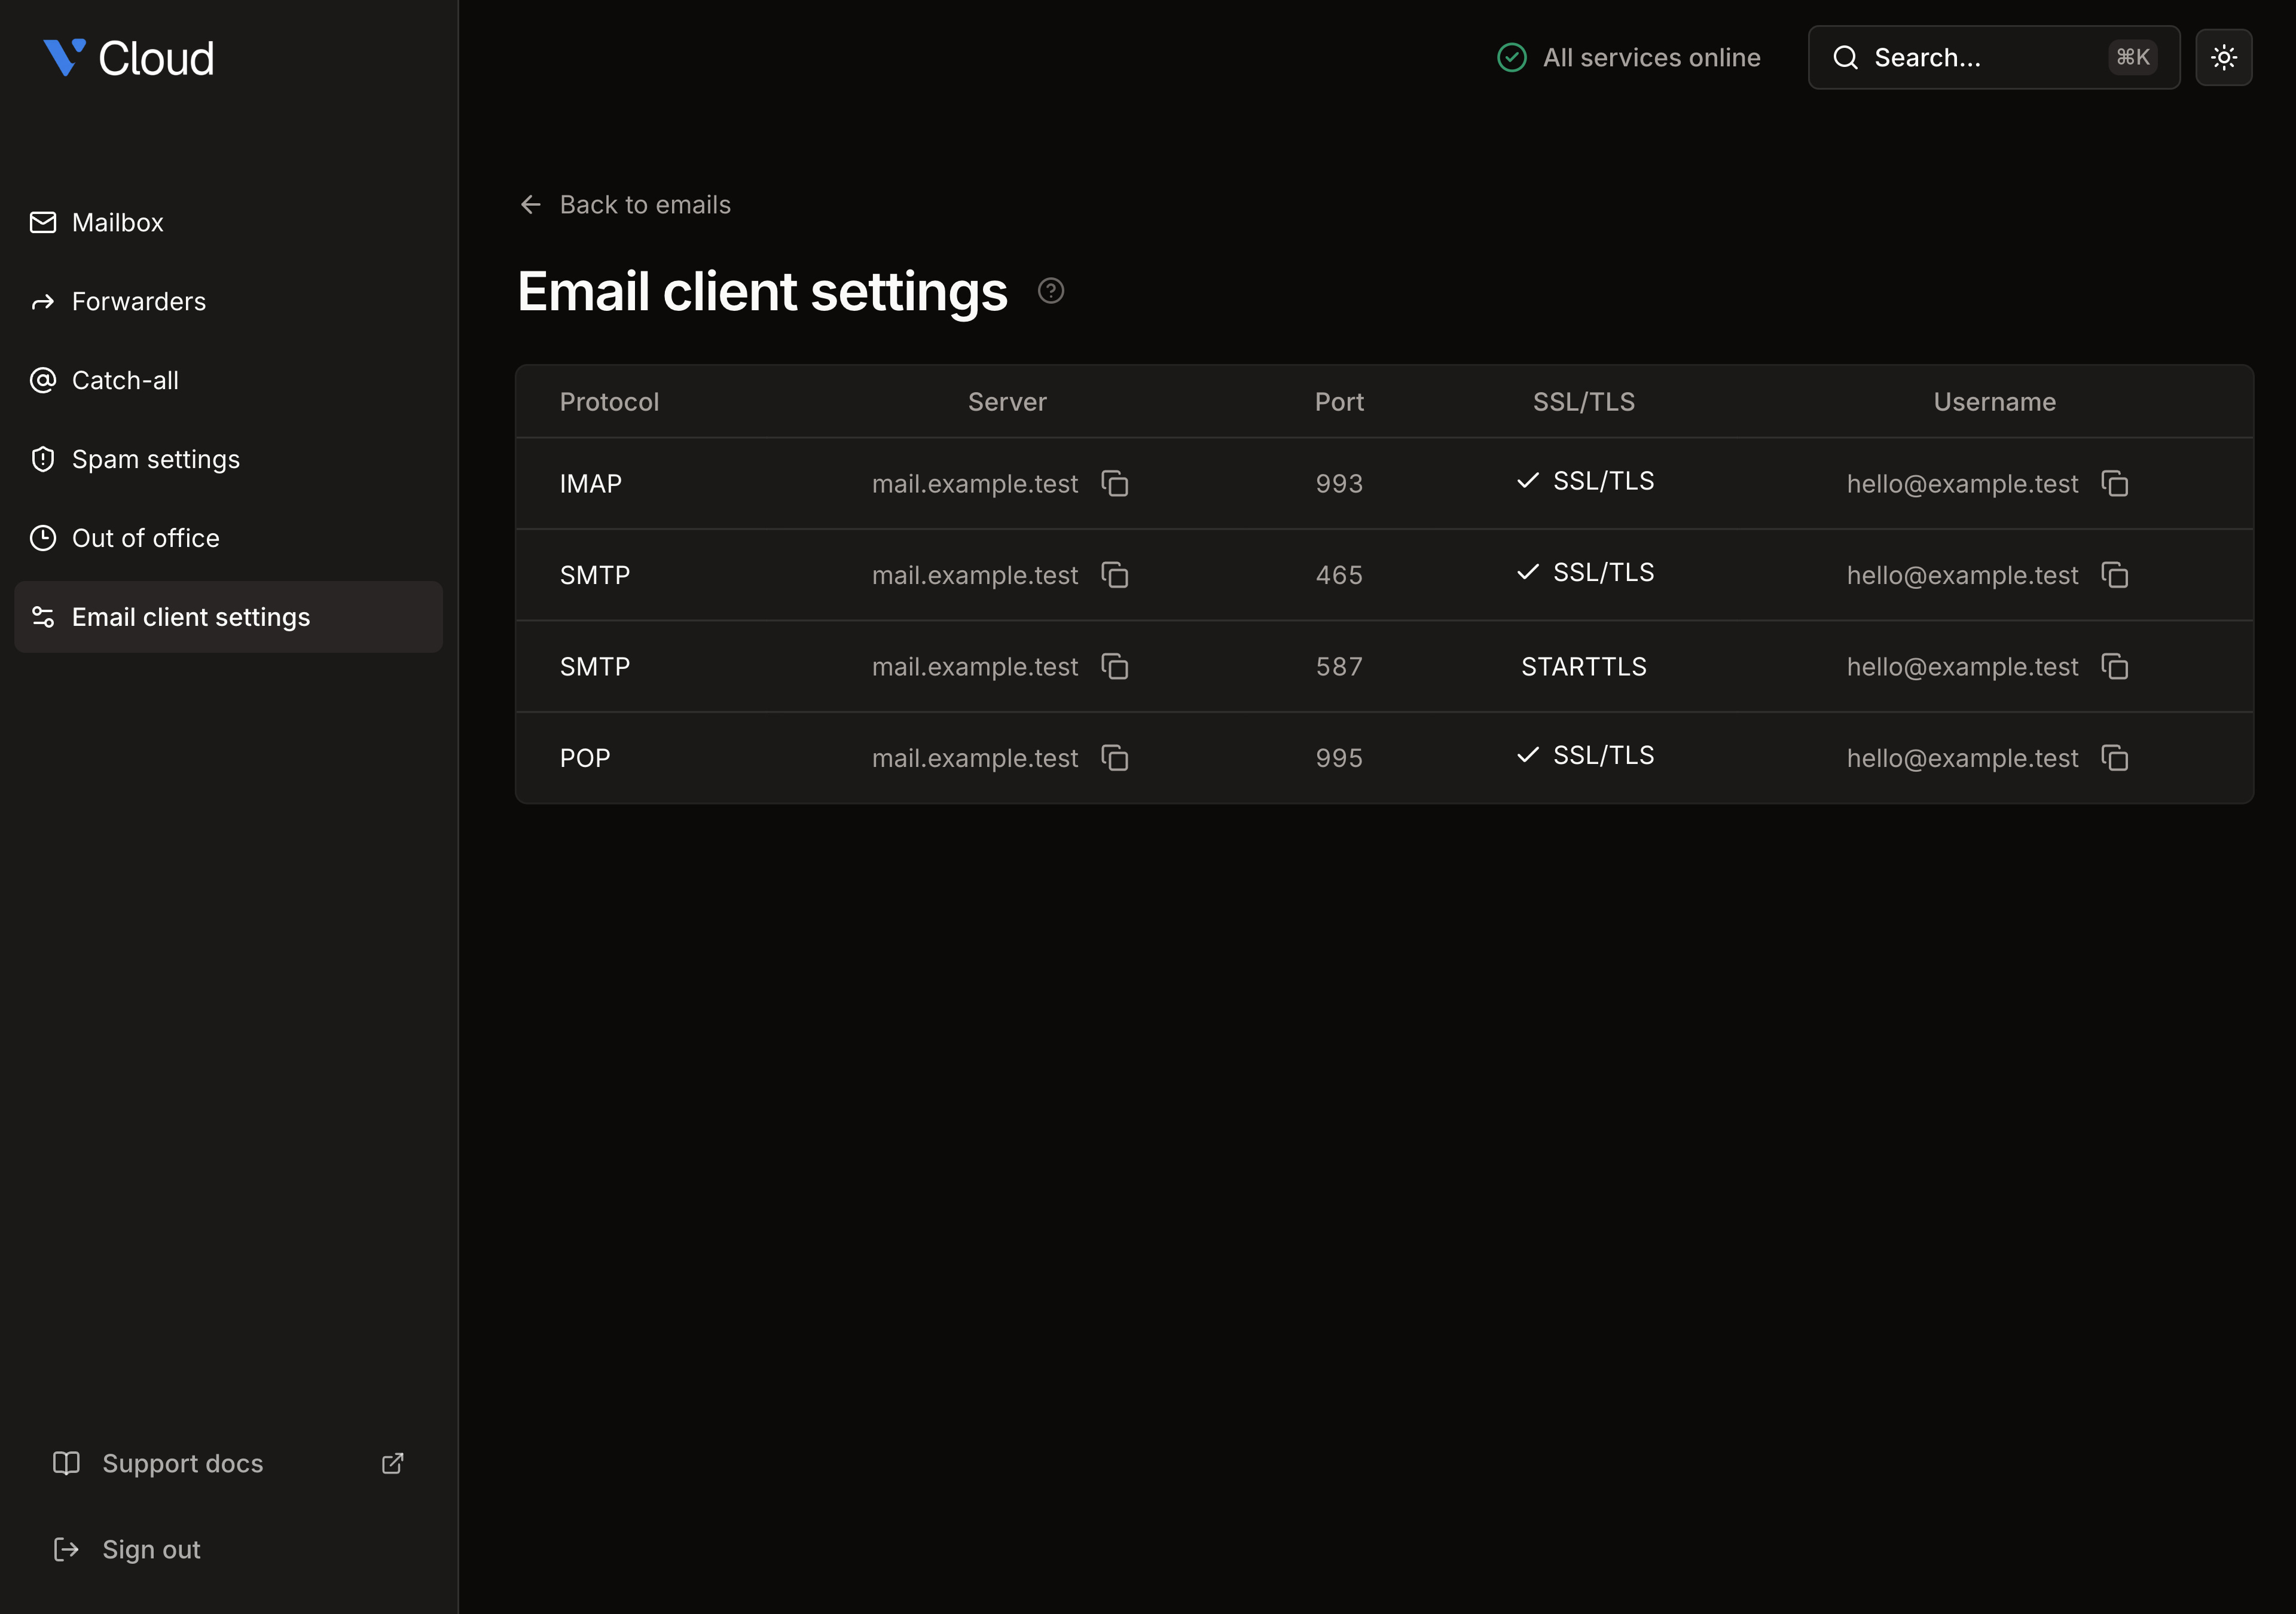 Cloud
All services online
Search...
⌘K
Mailbox
Forwarders
Catch-all
Spam settings
Out of office
Email client settings
Support docs
Sign out
Back to emails
Email client settings
Protocol Server Port SSL/TLS Username
IMAP mail.example.test 993 SSL/TLS hello@example.test
SMTP mail.example.test 465 SSL/TLS hello@example.test
SMTP mail.example.test 587 STARTTLS hello@example.test
POP mail.example.test 995 SSL/TLS hello@example.test